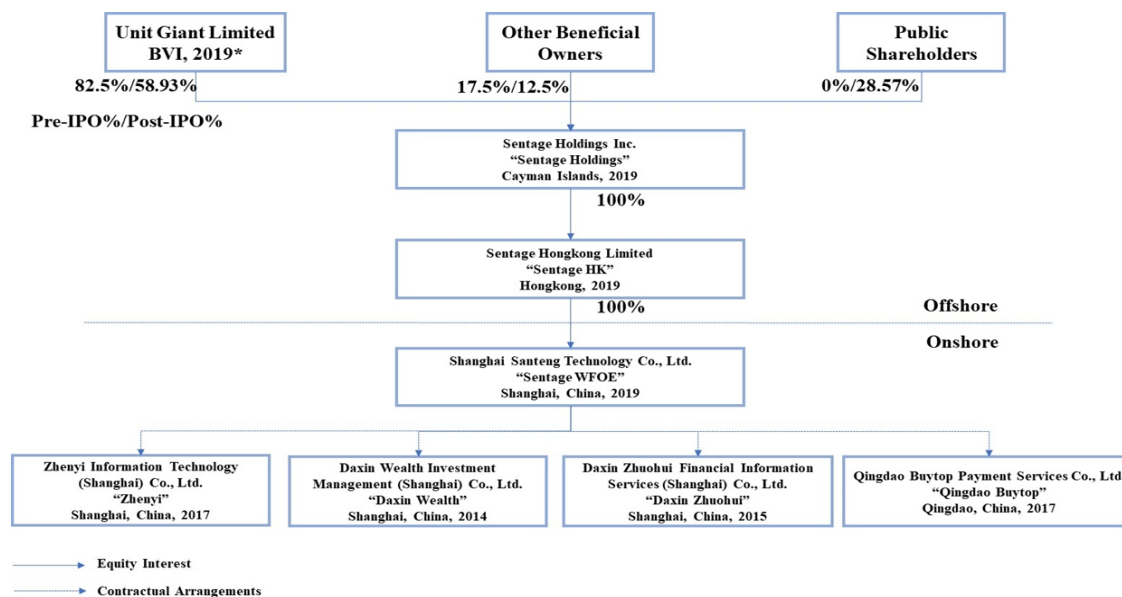 Unit Giant Limited
BVI, 2019*
Other Beneficial
Owners
Public
Shareholders
82.5%/58.93%
17.5%/12.5%
0%/28.57%
Pre-IPO%/Post-IPO%
Sentage Holdings Inc.
“Sentage Holdings”
Cayman Islands, 2019
100%
Sentage Hongkong Limited
“Sentage HK”
Hongkong, 2019
100%
Offshore
Onshore
Shanghai Santeng Technology Co., Ltd.
“Sentage WFOE”
Shanghai, China, 2019
Zhenyi Information Technology
(Shanghai) Co., Ltd.
“Zhenyi”
Shanghai, China, 2017
Daxin Wealth Investment
Management (Shanghai) Co., Ltd.
“Daxin Wealth”
Shanghai, China, 2014
Daxin Zhuohui Financial Information
Services (Shanghai) Co., Ltd.
“Daxin Zhuohui”
Shanghai, China, 2015
Qingdao Buytop Payment Services Co., Ltd
“Qingdao Buytop”
Qingdao, China, 2017
Equity Interest
Contractual Arrangements